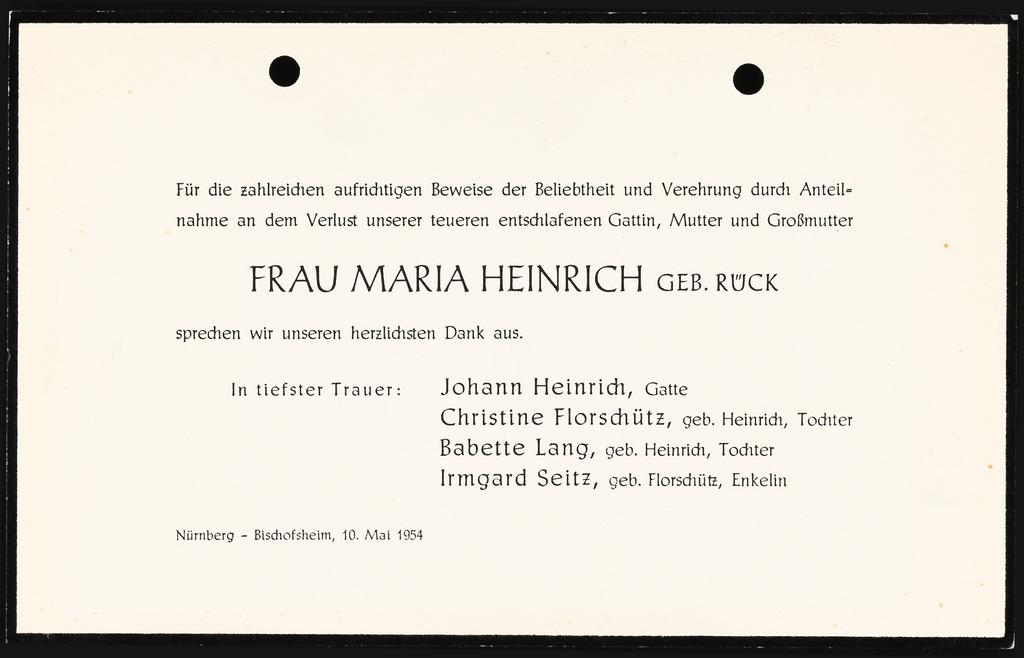 Für die zahlreichen aufrichtigen Beweise der Beliebtheit und Verehrung durch Anteil-
nahme an dem Verlust unserer teueren entschlafenen Gattin, Mutter und Großmutter
FRAU MARIA HEINRICH GEB. RÜCK
sprechen wir unseren herzlichsten Dank aus.
In tiefster Trauer: Johann Heinrich, Gatte
Christine Florschütz, geb. Heinrich, Tochter
Babette Lang, geb. Heinrich, Tochter
Irmgard Seitz, geb. Florschütz, Enkelin
Nürnberg - Bischofsheim, 10. Mai 1954